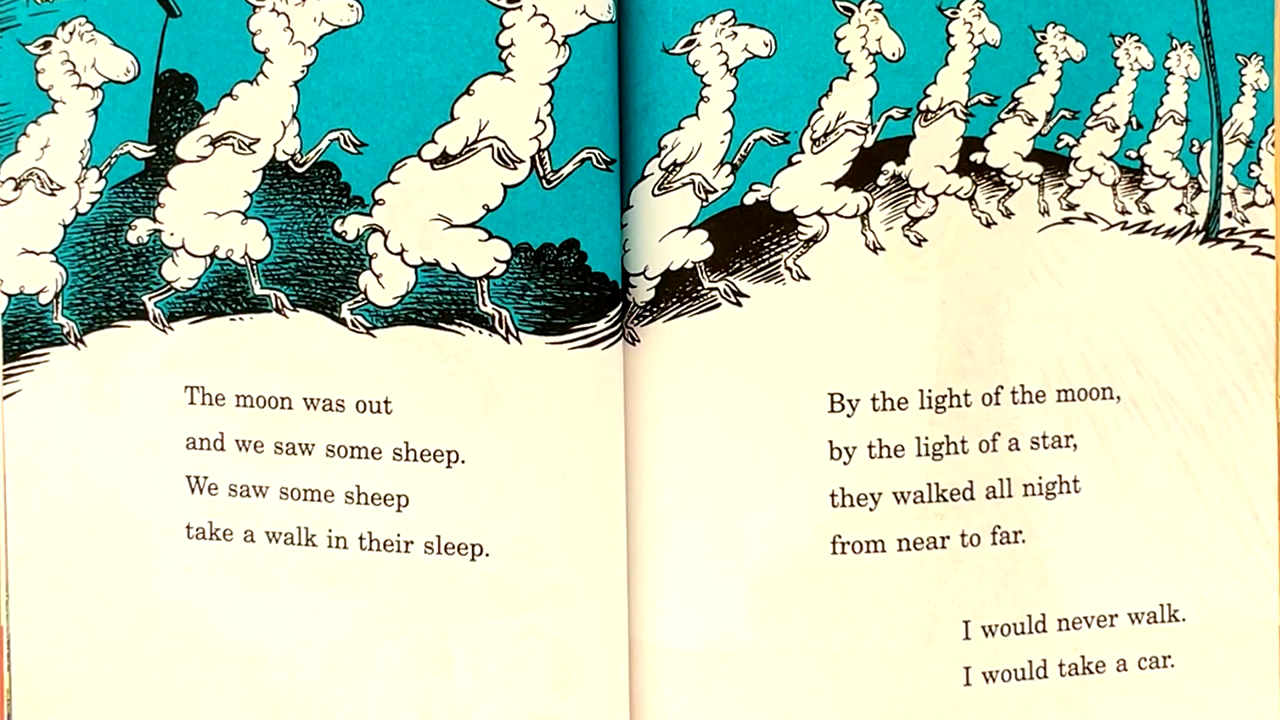 The moon was out
and we saw some sheep.
We saw some sheep
take a walk in their sleep.
By the light of the moon,
by the light of a star,
they walked all night
from near to far.
I would never walk.
I would take a car.